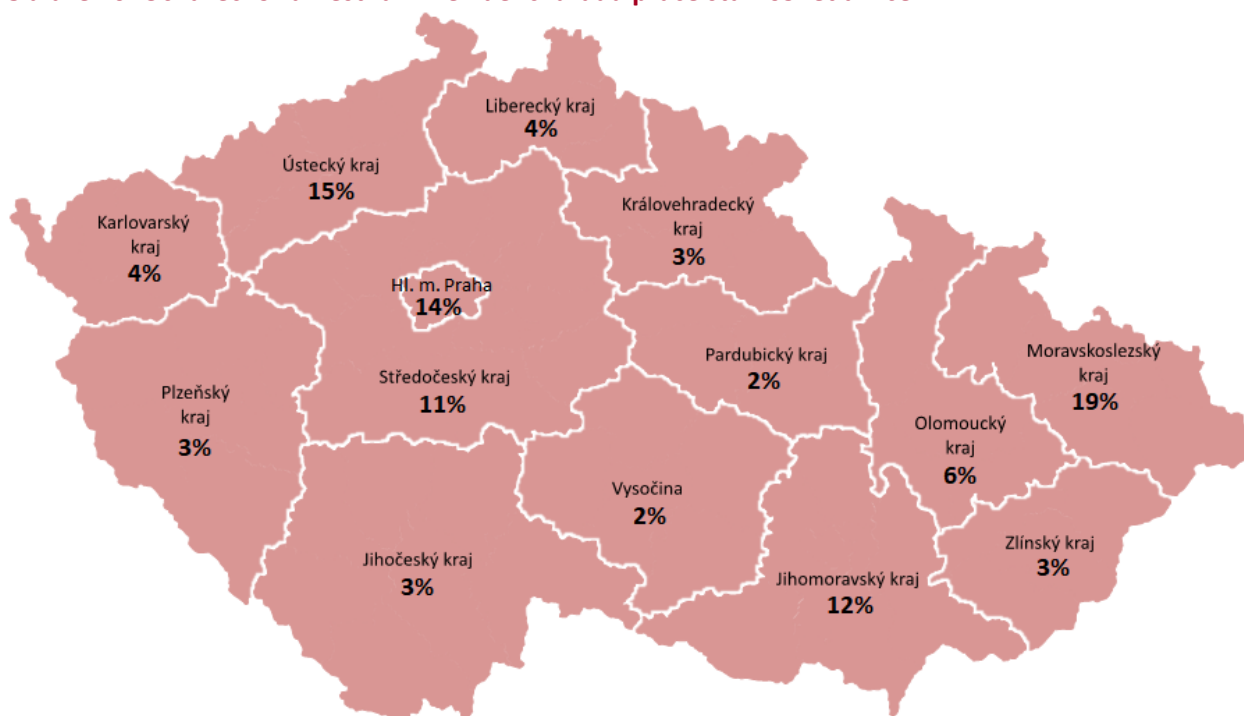 Liberecký kraj
4%
Ústecký kraj
15%
Karlovarský
kraj
4%
Královehradecký
kraj
3%
Hl. m. Praha
14%
Středočeský kraj
11%
Plzeňský
kraj
3%
Pardubický kraj
2%
Moravskoslezský
kraj
19%
Olomoucký
kraj
6%
Vysočina
2%
Jihočeský kraj
3%
Jihomoravský kraj
12%
Zlínský kraj
3%